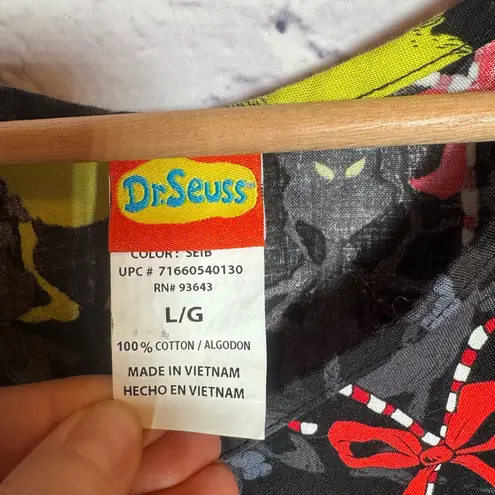 Dr. Seuss
COLOR: SEIB
UPC # 71660540130
RN# 93643
L/G
100% COTTON / ALGODON
MADE IN VIETNAM
HECHO EN VIETNAM